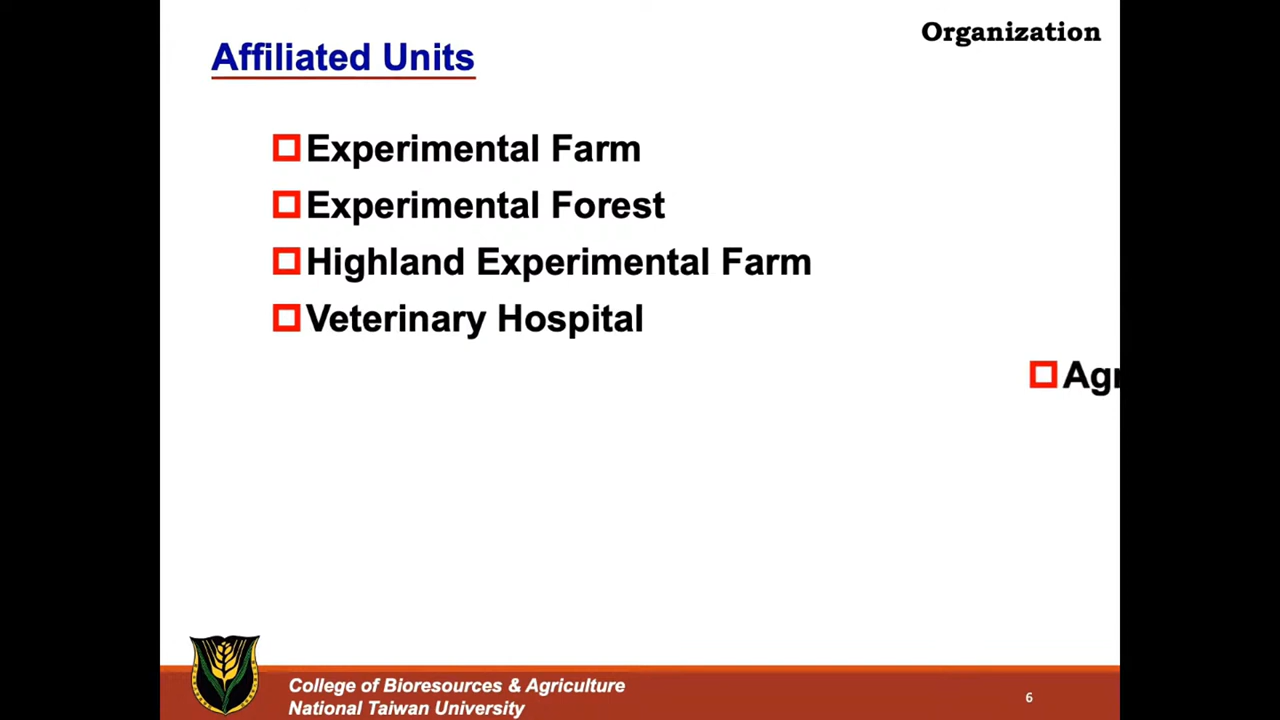 Organization
Affiliated Units
Experimental Farm
Experimental Forest
Highland Experimental Farm
Veterinary Hospital
College of Bioresources & Agriculture
National Taiwan University
6